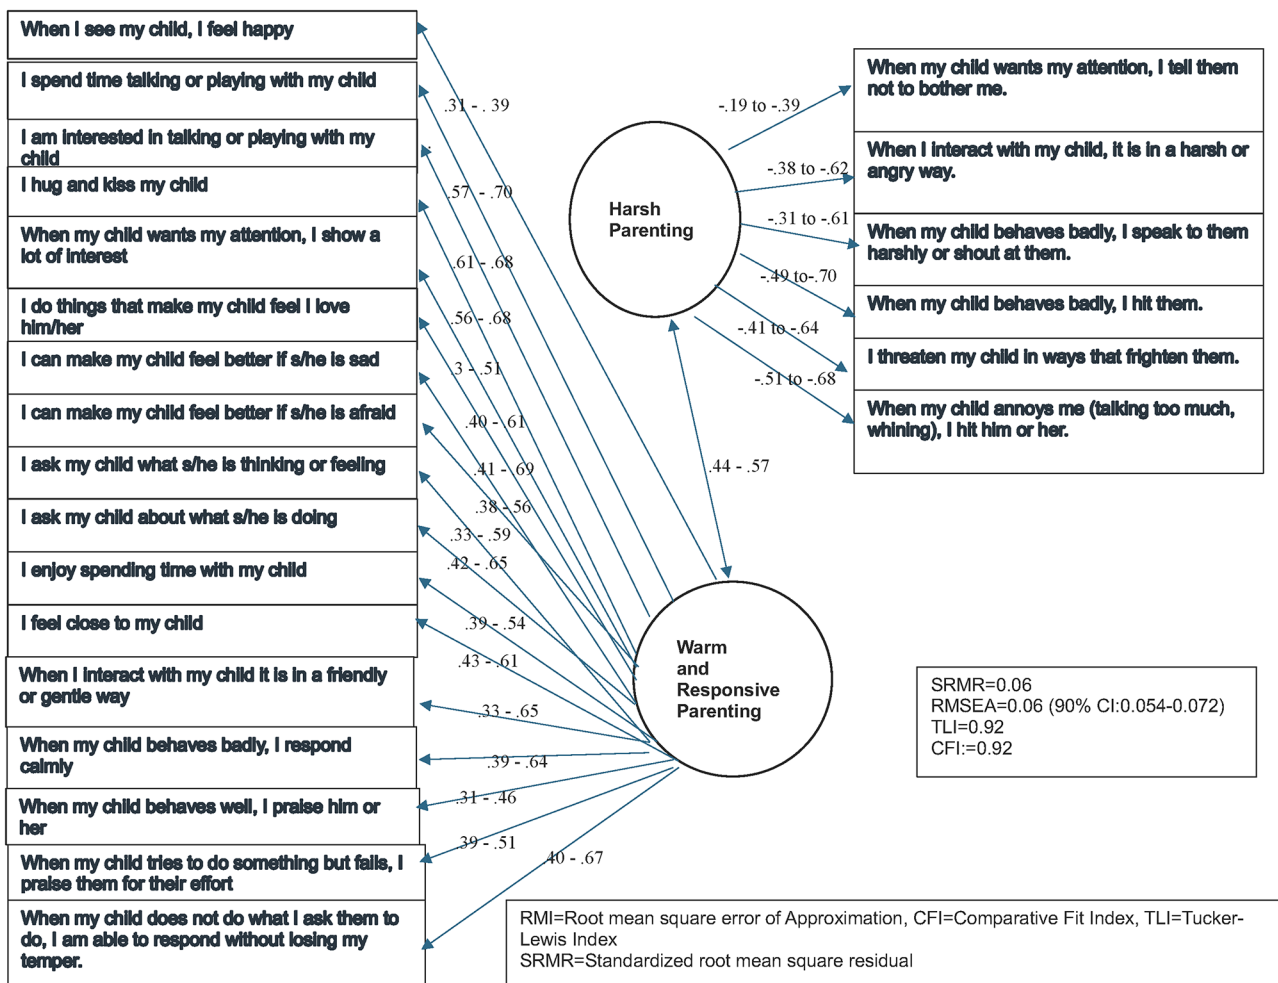 When I see my child, I feel happy
I spend time talking or playing with my child
I am interested in talking or playing with my
child
I hug and kiss my child
When my child wants my attention, I show a
lot of interest
I do things that make my child feel I love
him/her
I can make my child feel better if s/he is sad
I can make my child feel better if s/he is afraid
I ask my child what s/he is thinking or feeling
I ask my child about what s/he is doing
I enjoy spending time with my child
I feel close to my child
When I interact with my child it is in a friendly
or gentle way
When my child behaves badly, I respond
calmly
When my child behaves well, I praise him or
her
When my child tries to do something but fails, I
praise them for their effort
When my child does not do what I ask them to
do, I am able to respond without losing my
temper.
.31 - . 39
.57 - .70
.61 - .68
.56 - .68
.3 - .51
.40 - .61
.41 - .69
.38 - .56
.33 - .59
.42 - .65
.39 - .54
.43 - .61
.33 - .65
.39 - .64
.31 - .46
.39 - .51
.40 - .67
Harsh
Parenting
.44 - .57
Warm
and
Responsive
Parenting
-.19 to -.39
-.38 to -.62
-.31 to -.61
-.49 to-.70
-.41 to -.64
-.51 to -.68
When my child wants my attention, I tell them
not to bother me.
When I interact with my child, it is in a harsh or
angry way.
When my child behaves badly, I speak to them
harshly or shout at them.
When my child behaves badly, I hit them.
I threaten my child in ways that frighten them.
When my child annoys me (talking too much,
whining), I hit him or her.
SRMR=0.06
RMSEA=0.06 (90% CI:0.054-0.072)
TLI=0.92
CFI:=0.92
RMI=Root mean square error of Approximation, CFI=Comparative Fit Index, TLI=Tucker-
Lewis Index
SRMR=Standardized root mean square residual